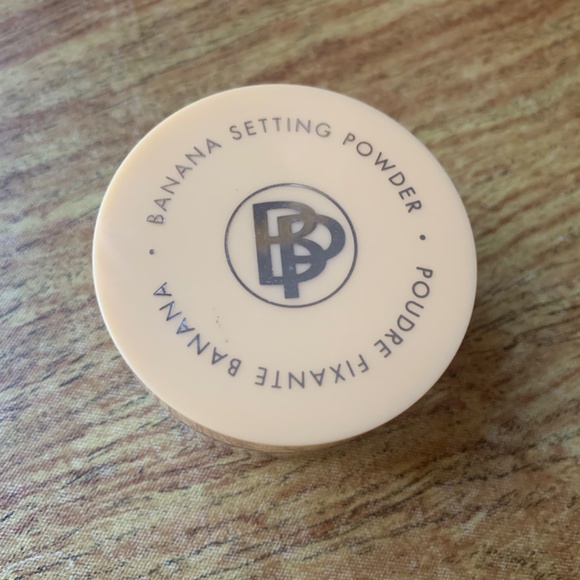 BANANA SETTING POWDER •
POUDRE FIXANTE BANANA •
BP